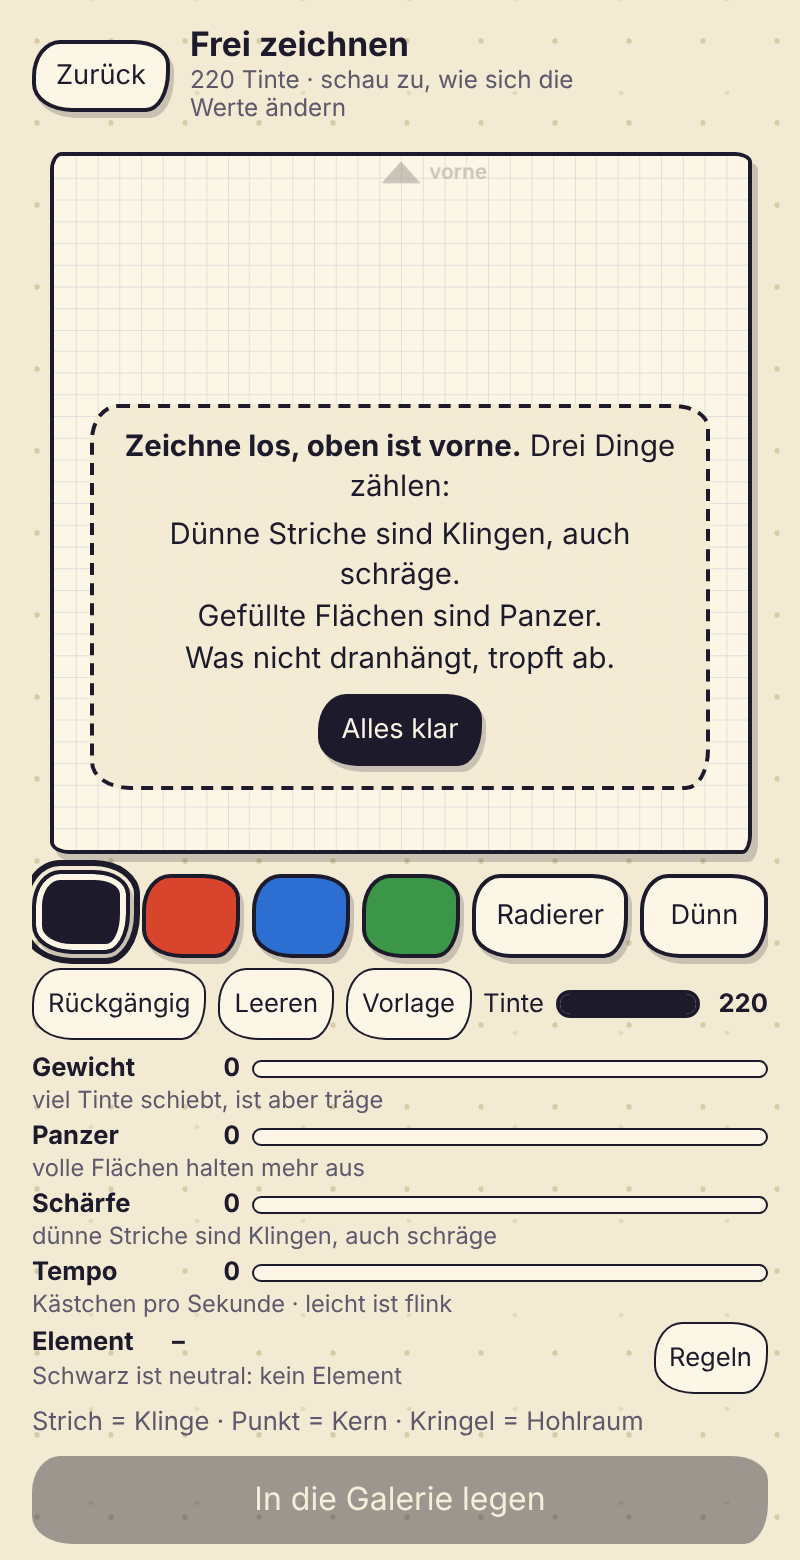 Zurück
Frei zeichnen
220 Tinte · schau zu, wie sich die
Werte ändern
vorne
Zeichne los, oben ist vorne. Drei Dinge
zählen:
Dünne Striche sind Klingen, auch
schräge.
Gefüllte Flächen sind Panzer.
Was nicht dranhängt, tropft ab.
Alles klar
Radierer
Dünn
Rückgängig
Leeren
Vorlage
Tinte
220
Gewicht 0
viel Tinte schiebt, ist aber träge
Panzer 0
volle Flächen halten mehr aus
Schärfe 0
dünne Striche sind Klingen, auch schräge
Tempo 0
Kästchen pro Sekunde · leicht ist flink
Element –
Schwarz ist neutral: kein Element
Regeln
Strich = Klinge · Punkt = Kern · Kringel = Hohlraum
In die Galerie legen